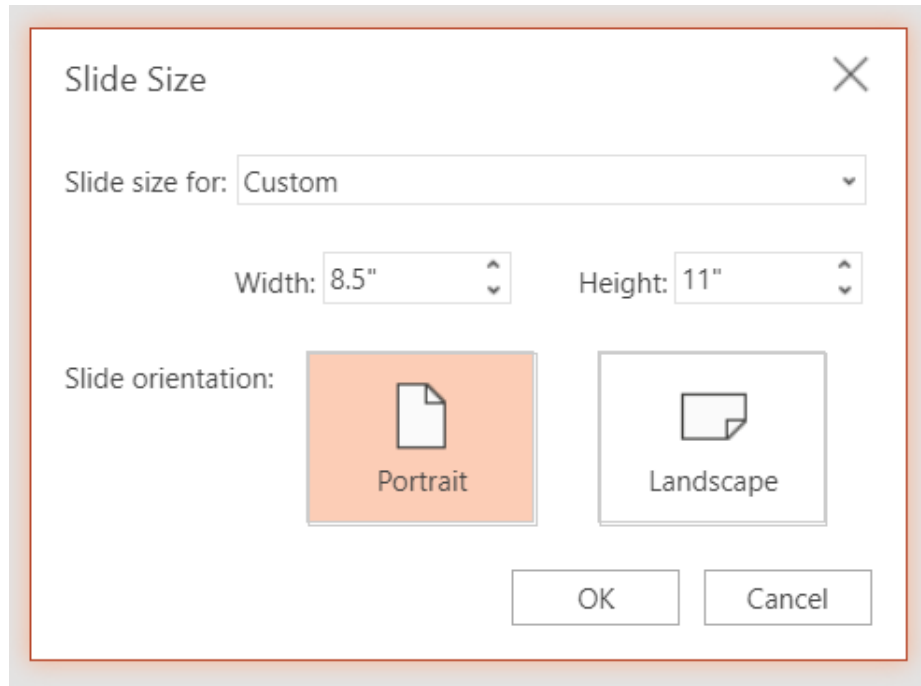 Slide Size
Slide size for: Custom
Width: 8.5" Height: 11"
Slide orientation:
Portrait Landscape
OK Cancel